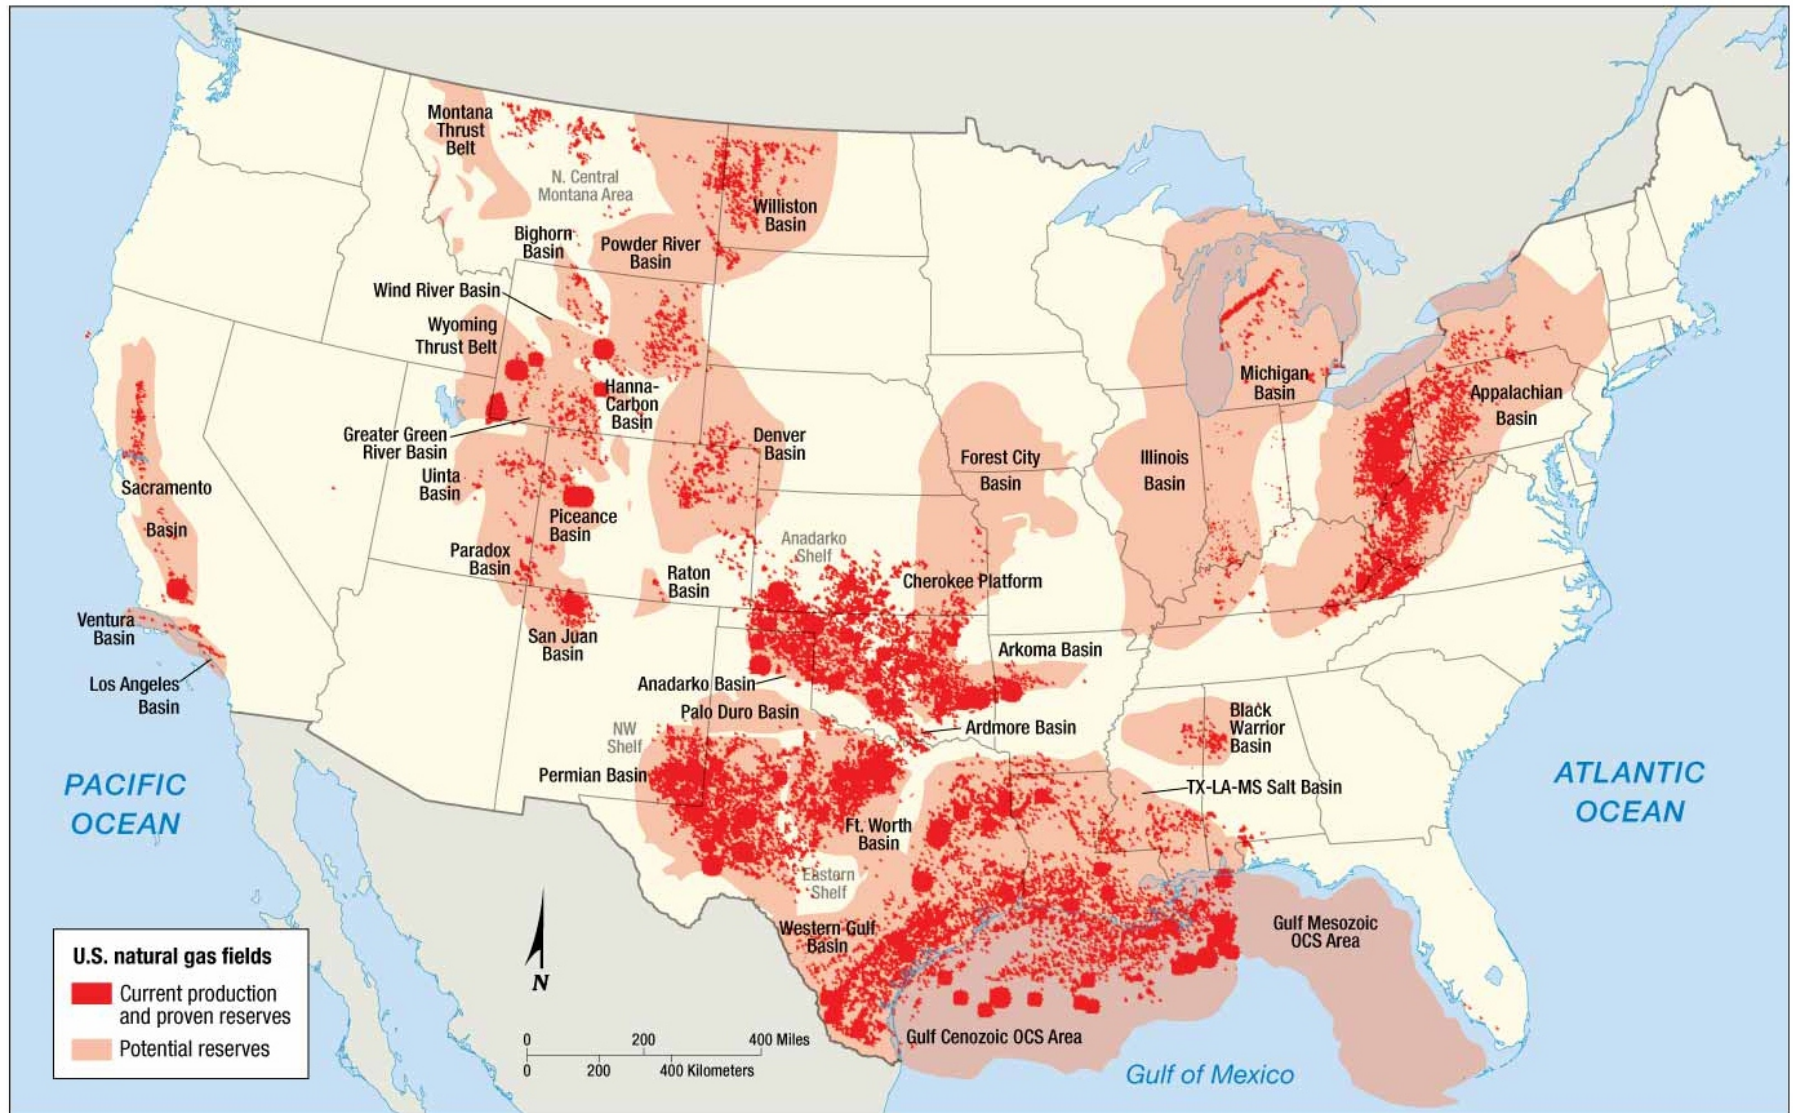 Montana
Thrust
Belt
N. Central
Montana Area
Williston
Basin
Bighorn
Basin
Powder River
Basin
Wind River Basin
Wyoming
Thrust Belt
Hanna-
Carbon
Basin
Michigan
Basin
Appalachian
Basin
Greater Green
River Basin
Denver
Basin
Forest City
Basin
Illinois
Basin
Uinta
Basin
Sacramento
Basin
Piceance
Basin
Anadarko
Shelf
Paradox
Basin
Raton
Basin
Cherokee Platform
Ventura
Basin
San Juan
Basin
Arkoma Basin
Los Angeles
Basin
Anadarko Basin
Palo Duro Basin
Ardmore Basin
Black
Warrior
Basin
NW
Shelf
Permian Basin
TX-LA-MS Salt Basin
PACIFIC
OCEAN
ATLANTIC
OCEAN
Ft. Worth
Basin
Eastern
Shelf
Western Gulf
Basin
Gulf Mesozoic
OCS Area
U.S. natural gas fields
Current production
and proven reserves
Potential reserves
N
0 200 400 Miles
0 200 400 Kilometers
Gulf Cenozoic OCS Area
Gulf of Mexico